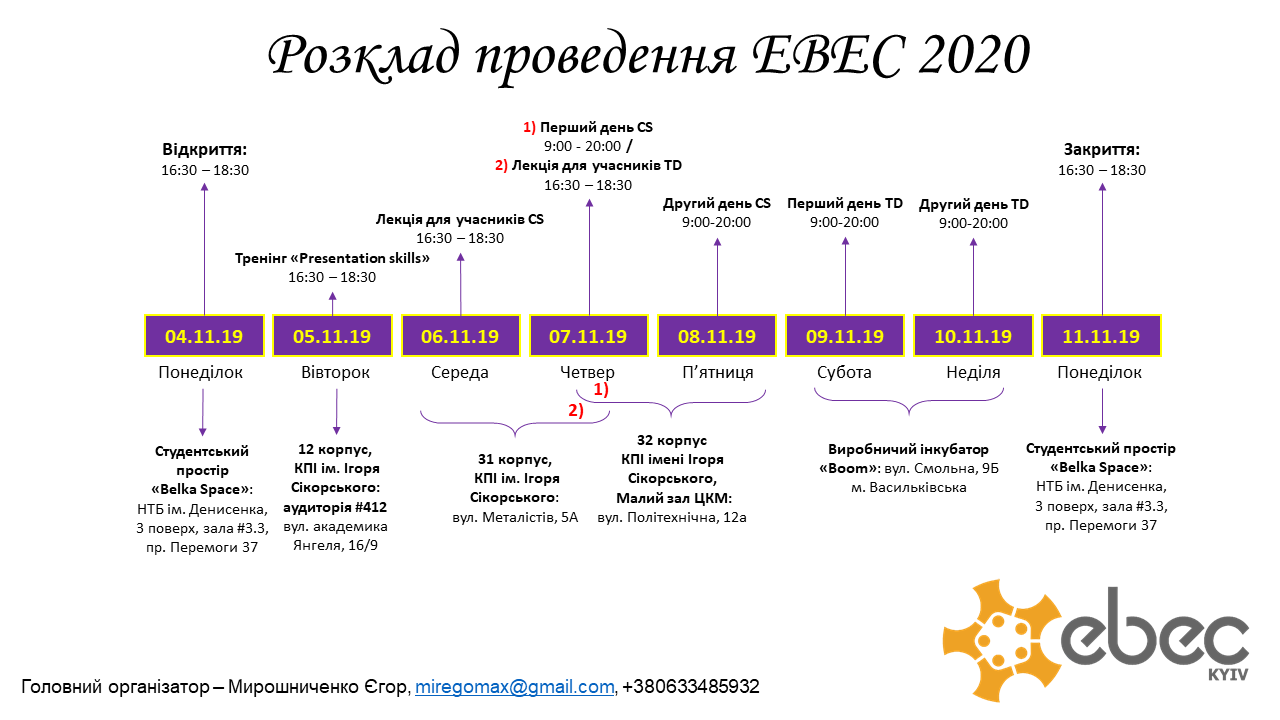 Розклад проведення EBEC 2020
Відкриття:
16:30 – 18:30
Тренінг «Presentation skills»
16:30 – 18:30
Лекція для учасників CS
16:30 – 18:30
1) Перший день CS
9:00 - 20:00 /
2) Лекція для учасників TD
16:30 – 18:30
Другий день CS
9:00-20:00
Перший день TD
9:00-20:00
Другий день TD
9:00-20:00
Закриття:
16:30 – 18:30
04.11.19
05.11.19
06.11.19
07.11.19
08.11.19
09.11.19
10.11.19
11.11.19
Понеділок
Вівторок
Середа
Четвер
П’ятниця
Субота
Неділя
Понеділок
1)
2)
Студентський
простір
«Belka Space»:
НТБ ім. Денисенка,
3 поверх, зала #3.3,
пр. Перемоги 37
12 корпус,
КПІ ім. Ігоря
Сікорського:
аудиторія #412
вул. академика
Янгеля, 16/9
31 корпус,
КПІ ім. Ігоря
Сікорського:
вул. Металістів, 5А
32 корпус
КПІ імені Ігоря
Сікорського,
Малий зал ЦКМ:
вул. Політехнічна, 12а
Виробничий інкубатор
«Boom»: вул. Смольна, 9Б
м. Васильківська
Студентський простір
«Belka Space»:
НТБ ім. Денисенка,
3 поверх, зала #3.3,
пр. Перемоги 37
ebec
KYIV
Головний організатор – Мирошниченко Єгор, miregomax@gmail.com, +380633485932